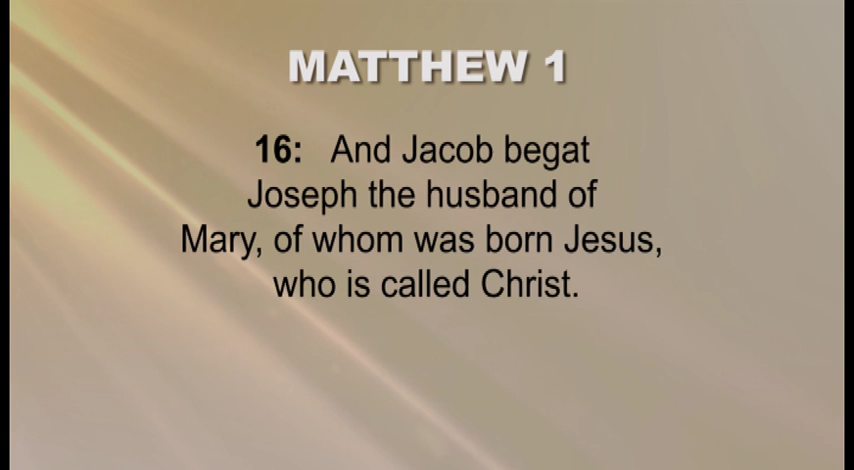 MATTHEW 1
16: And Jacob begat
Joseph the husband of
Mary, of whom was born Jesus,
who is called Christ.